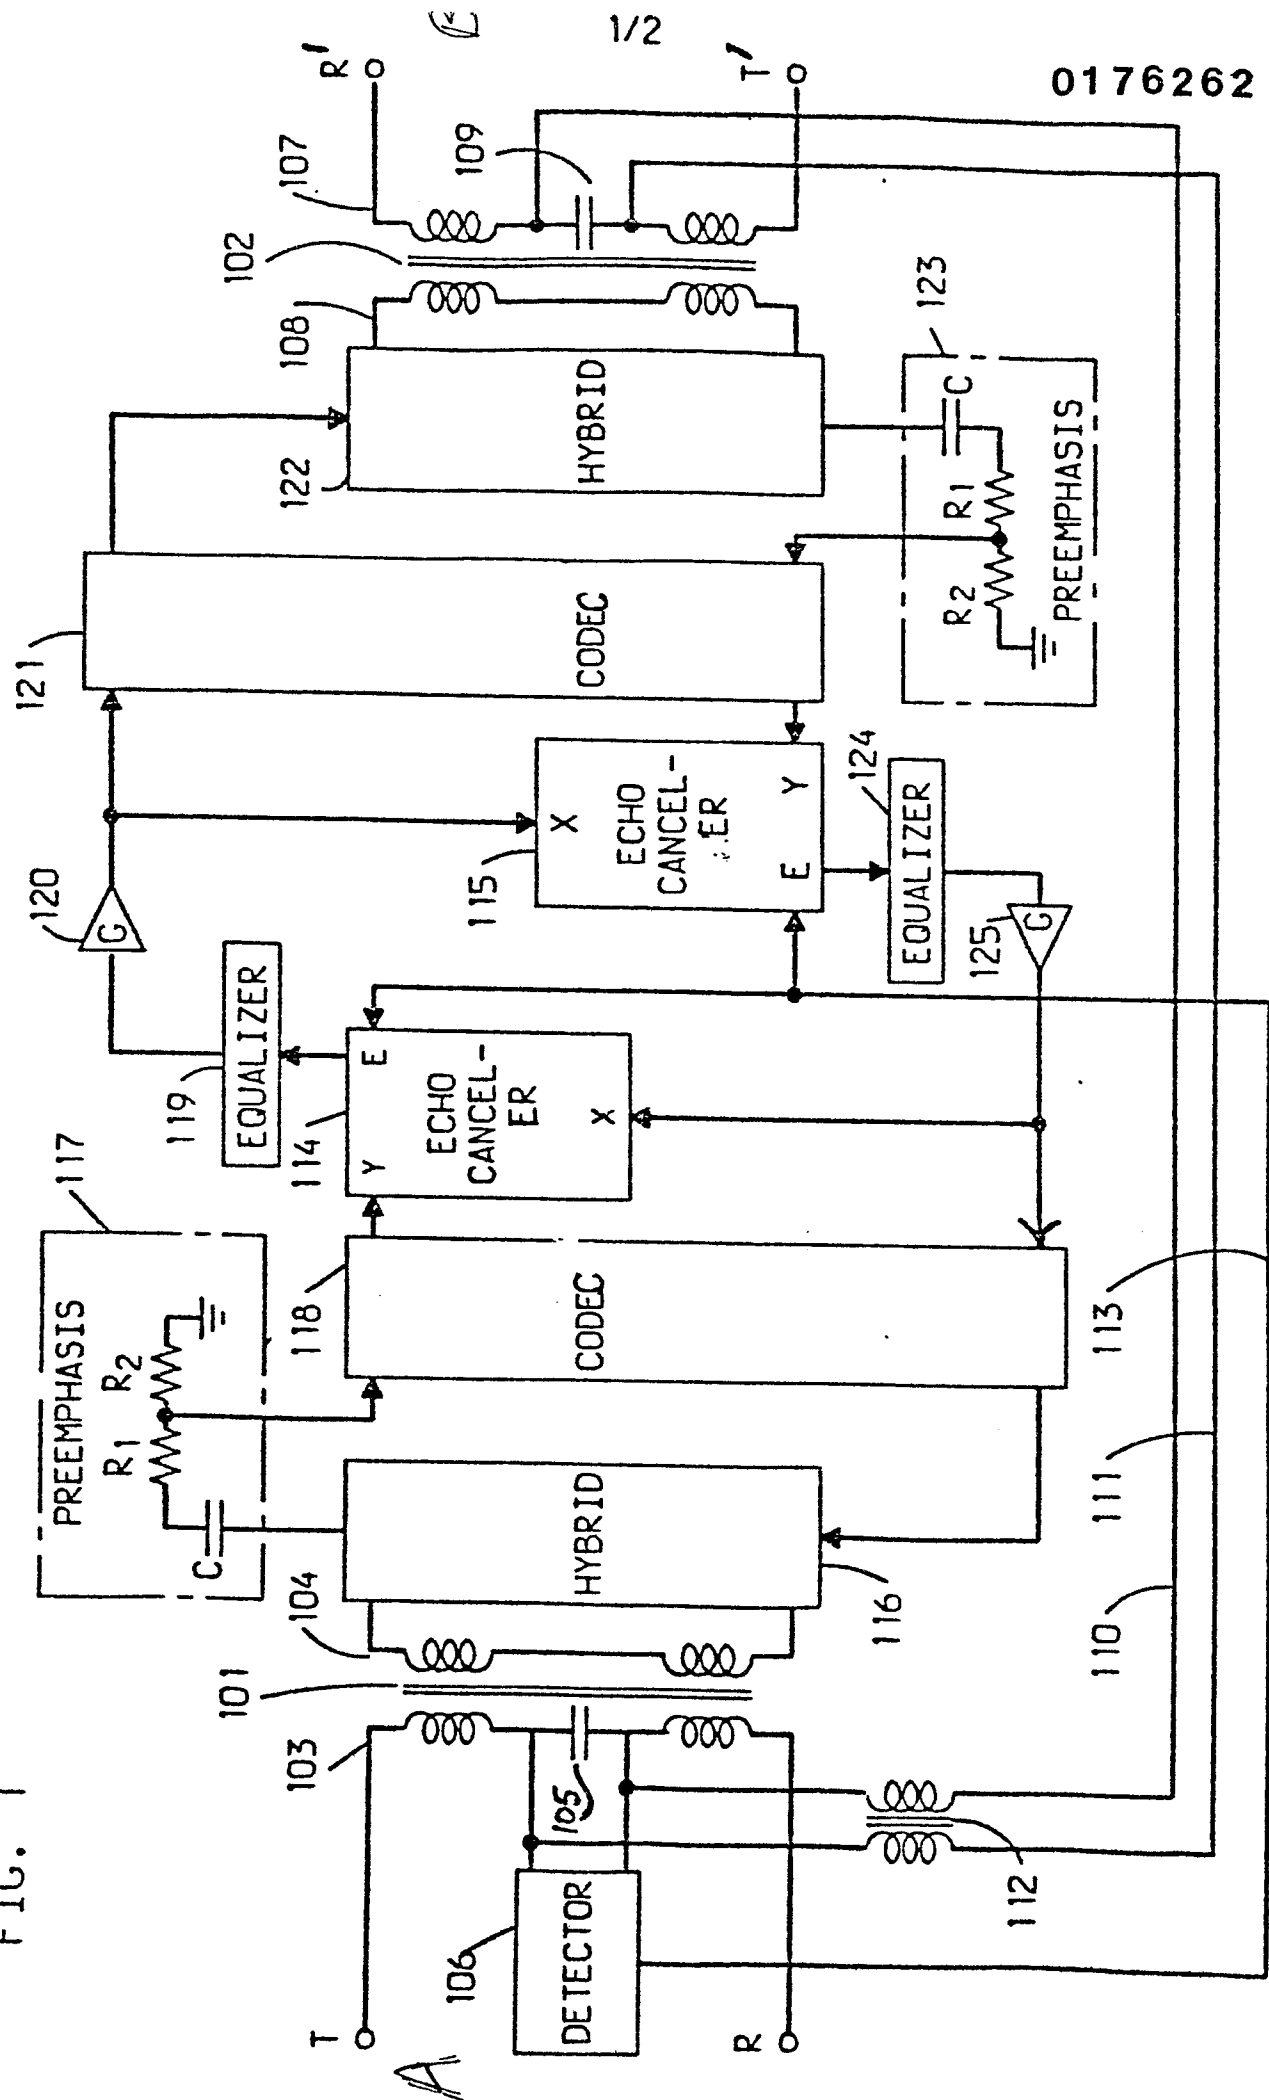 1/2
0176262
FIG. 1
A
T
R
R'
T'
DETECTOR
106
103
101
104
105
112
HYBRID
116
PREEMPHASIS
117
C
R1
R2
CODEC
118
ECHO
CANCEL-
ER
Y
E
X
114
EQUALIZER
119
G
120
ECHO
CANCEL-
ER
X
E
Y
115
EQUALIZER
124
G
125
CODEC
121
HYBRID
122
PREEMPHASIS
123
R2
R1
C
108
102
107
109
110
111
113